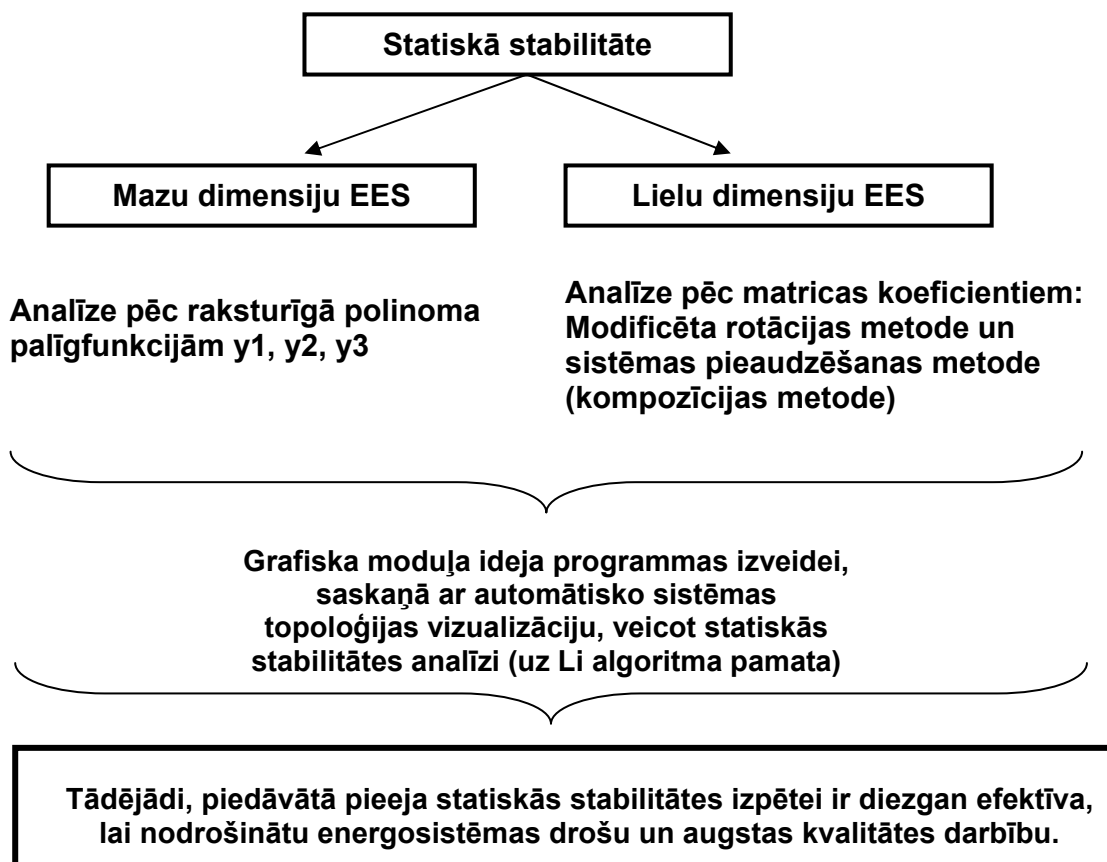 Statiskā stabilitāte
Mazu dimensiju EES
Lielu dimensiju EES
Analīze pēc raksturīgā polinoma
palīgfunkcijām y1, y2, y3
Analīze pēc matricas koeficientiem:
Modificēta rotācijas metode un
sistēmas pieaudzēšanas metode
(kompozīcijas metode)
Grafiska moduļa ideja programmas izveidei,
saskaņā ar automātisko sistēmas
topoloģijas vizualizāciju, veicot statiskās
stabilitātes analīzi (uz Li algoritma pamata)
Tādējādi, piedāvātā pieeja statiskās stabilitātes izpētei ir diezgan efektīva,
lai nodrošinātu energosistēmas drošu un augstas kvalitātes darbību.